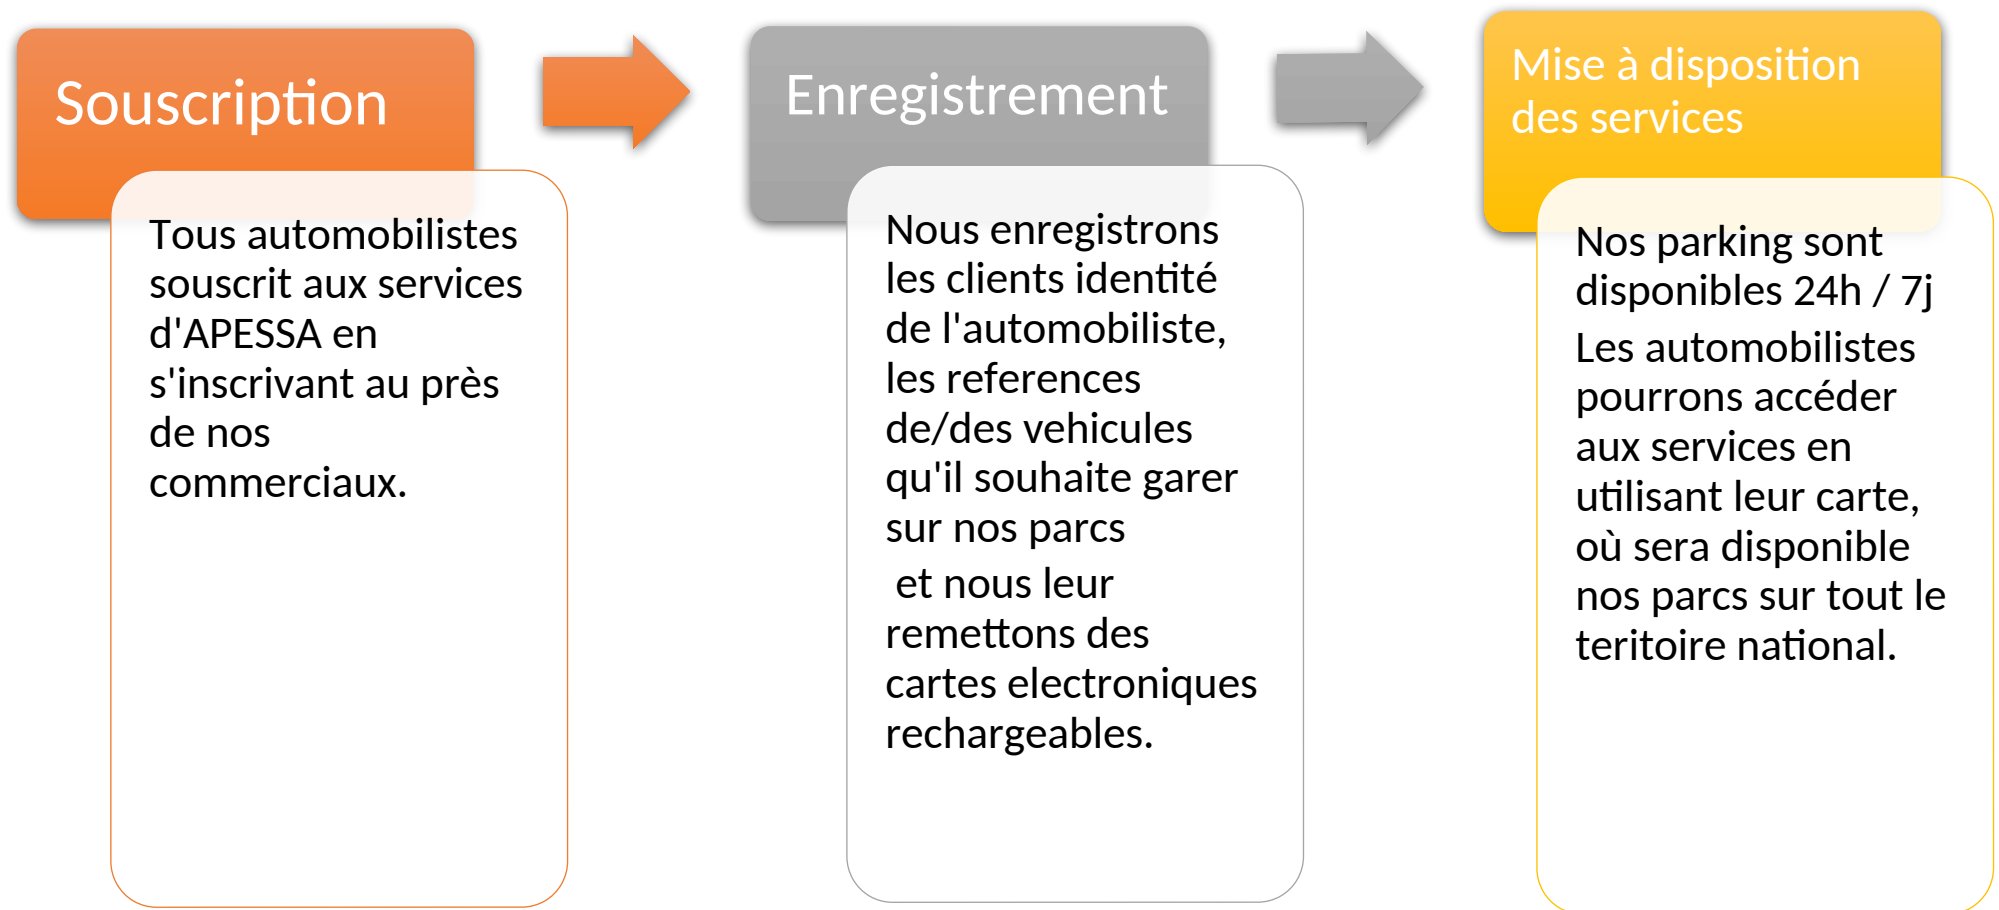 Souscription
Tous automobilistes
souscrit aux services
d'APESSA en
s'inscrivant au près
de nos
commerciaux.
Enregistrement
Nous enregistrons
les clients identité
de l'automobiliste,
les references
de/des vehicules
qu'il souhaite garer
sur nos parcs
et nous leur
remettons des
cartes electroniques
rechargeables.
Mise à disposition
des services
Nos parking sont
disponibles 24h / 7j
Les automobilistes
pourrons accéder
aux services en
utilisant leur carte,
où sera disponible
nos parcs sur tout le
teritoire national.